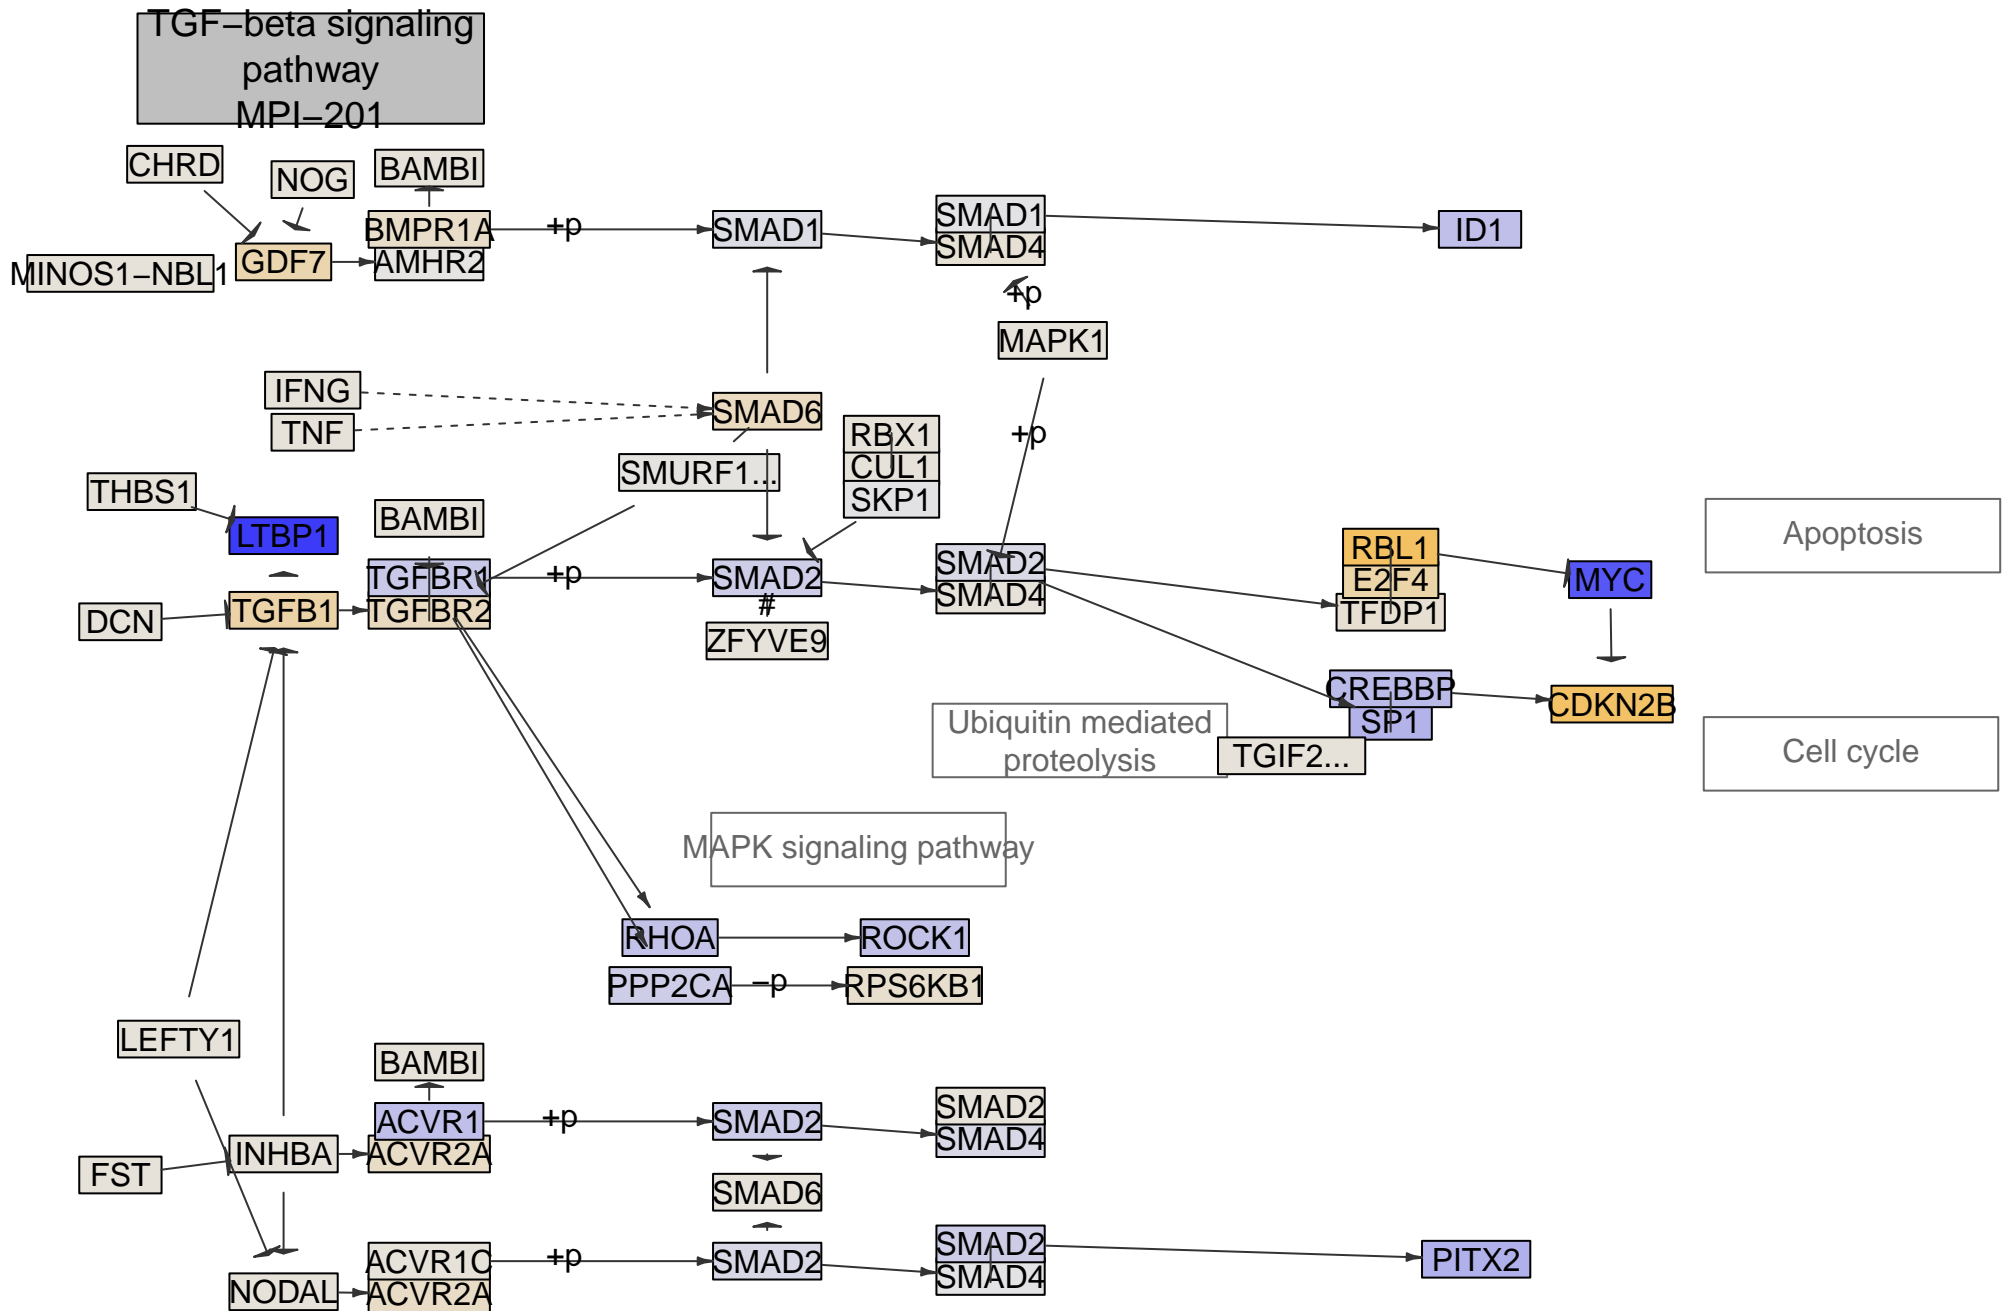 TGF−beta signaling
pathway
MPI−201
CHRD
NOG
BAMBI
BMPR1A
+p
SMAD1
SMAD1
SMAD4
ID1
MINOS1−NBL1
GDF7
AMHR2
+p
MAPK1
IFNG
TNF
SMAD6
SMURF1...
RBX1
CUL1
SKP1
+p
THBS1
LTBP1
BAMBI
TGFBR1
TGFBR2
+p
SMAD2
#
ZFYVE9
SMAD2
SMAD4
RBL1
E2F4
TFDP1
MYC
Apoptosis
DCN
TGFB1
CREBBP
SP1
TGIF2...
CDKN2B
Cell cycle
Ubiquitin mediated
proteolysis
MAPK signaling pathway
RHOA
ROCK1
PPP2CA
−p
RPS6KB1
LEFTY1
BAMBI
ACVR1
ACVR2A
+p
SMAD2
SMAD2
SMAD4
FST
INHBA
SMAD6
NODAL
ACVR1C
ACVR2A
+p
SMAD2
SMAD2
SMAD4
PITX2